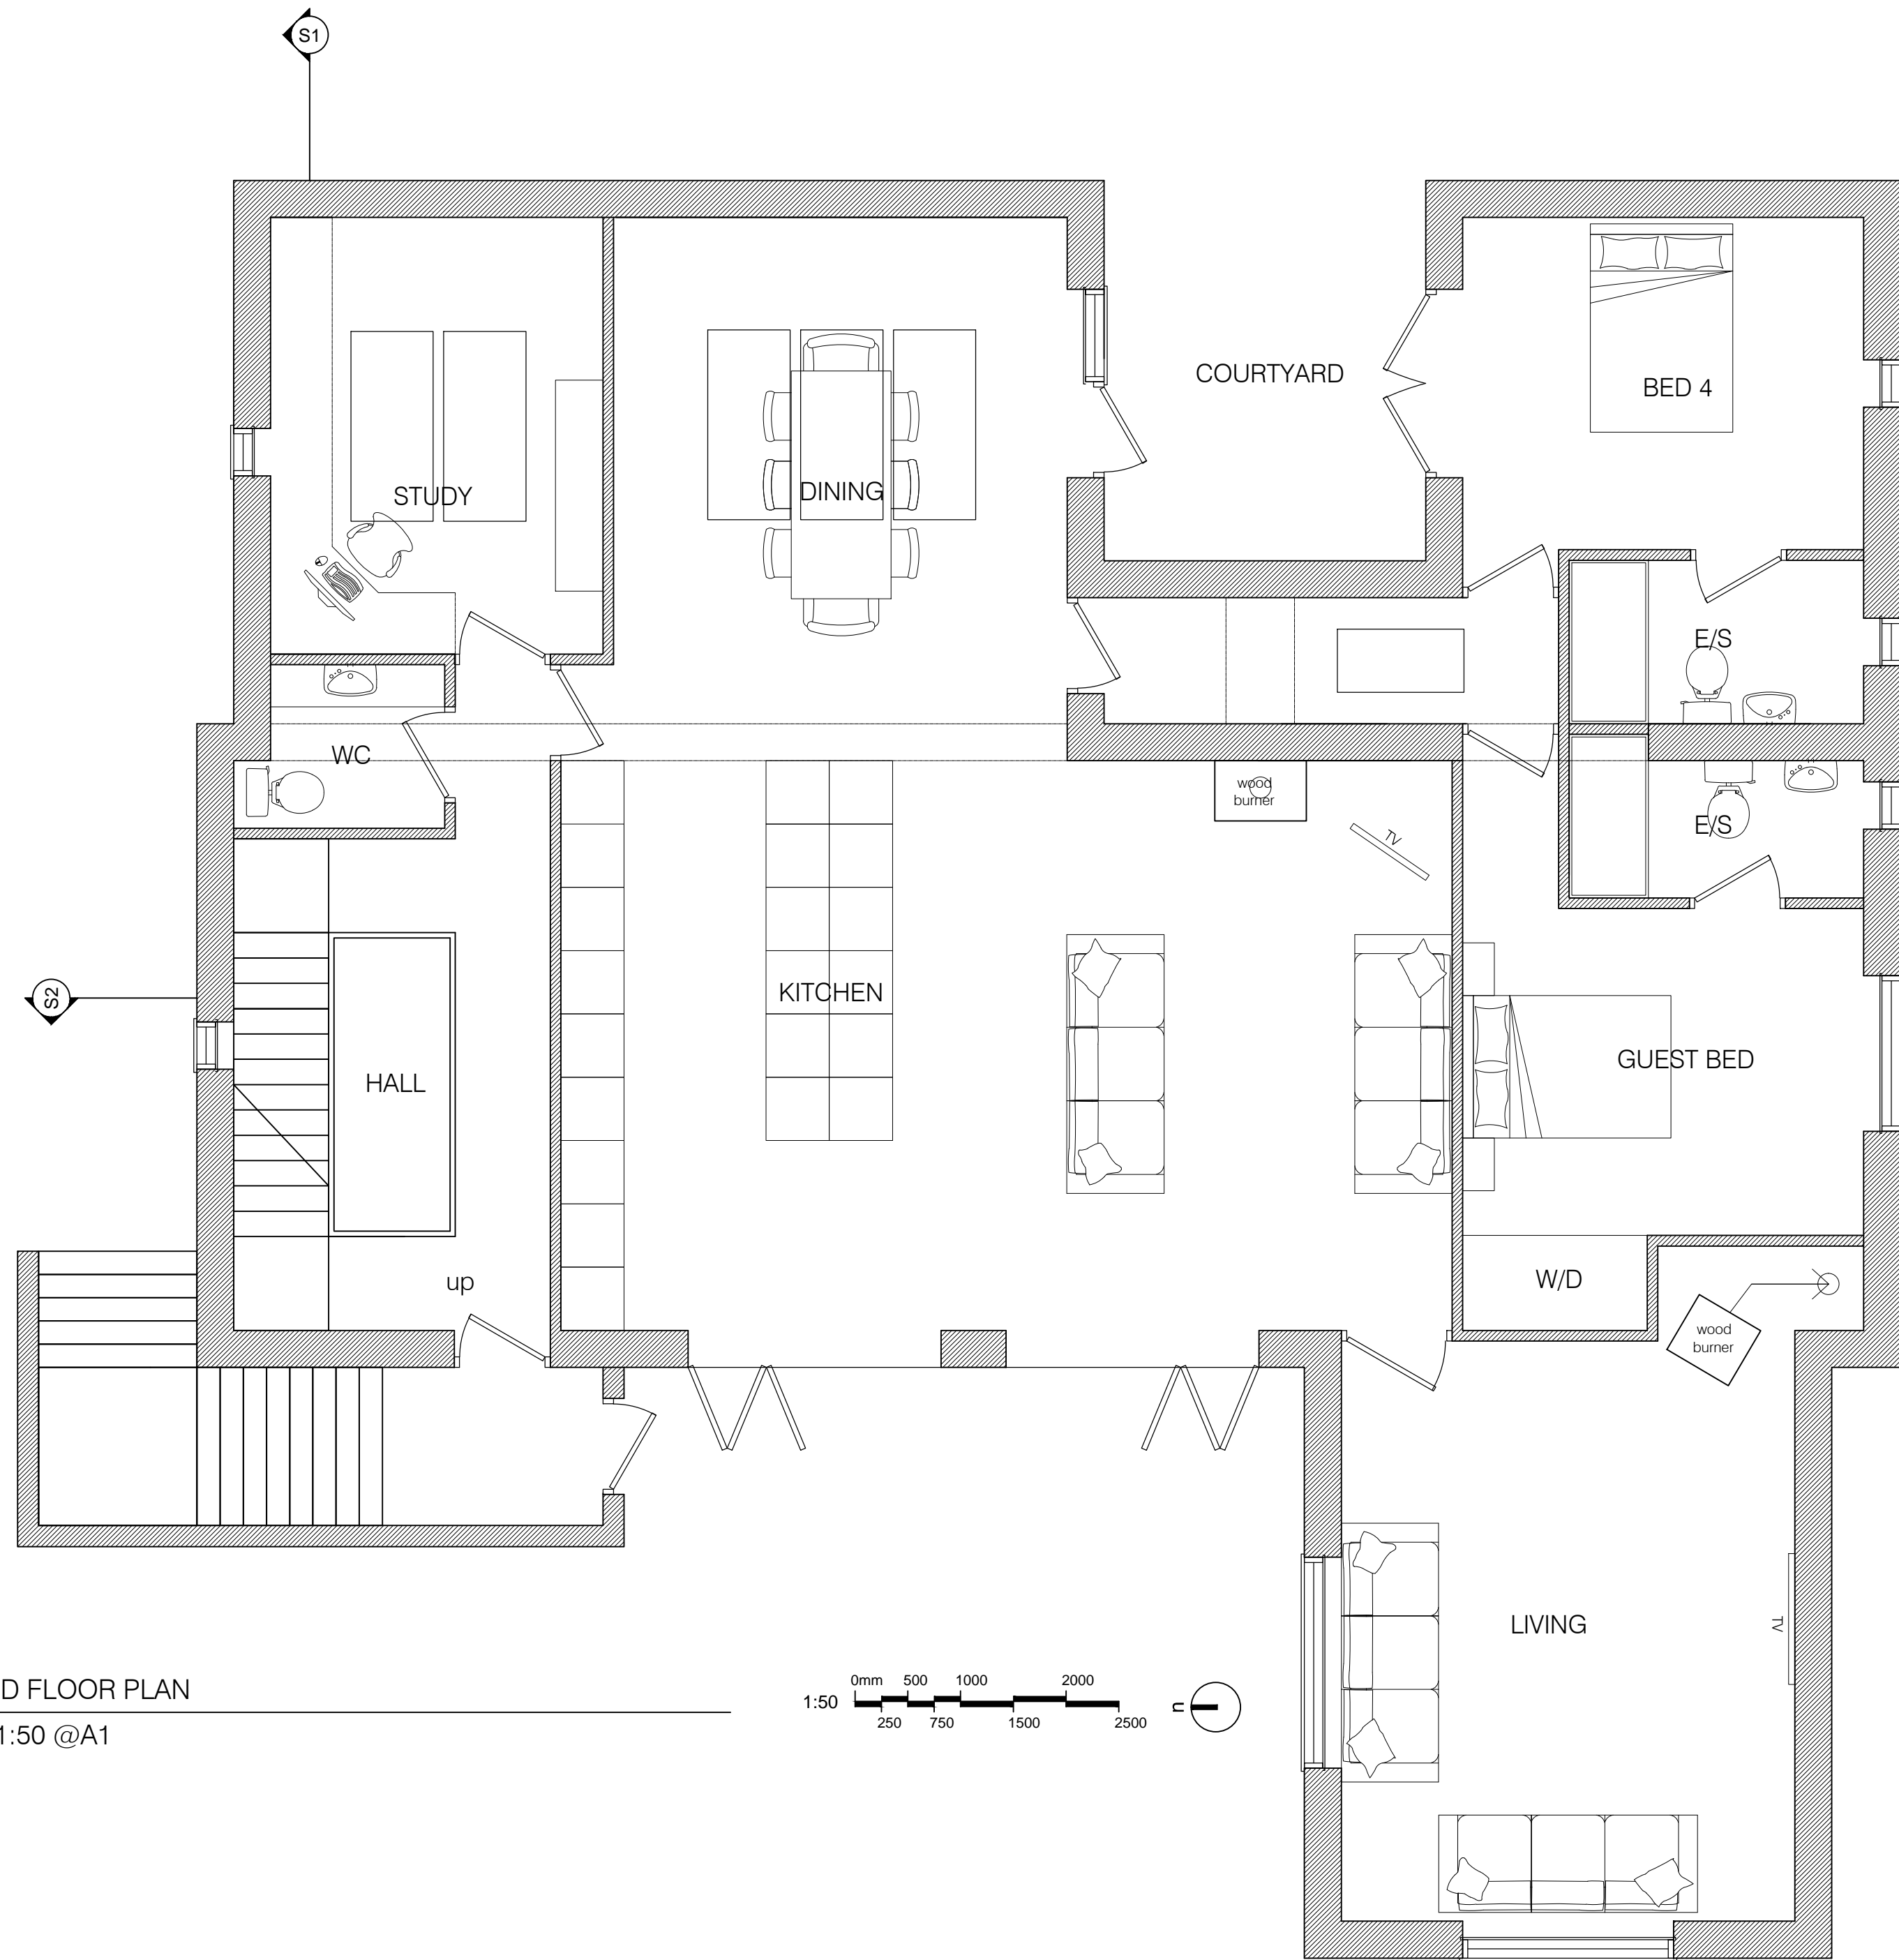 S1
COURTYARD
BED 4
STUDY
DINING
E/S
WC
wood
burner
TV
E/S
KITCHEN
S2
HALL
GUEST BED
up
W/D
wood
burner
LIVING
TV
D FLOOR PLAN
1:50 @A1
1:50
0mm 500 1000 2000
250 750 1500 2500
n